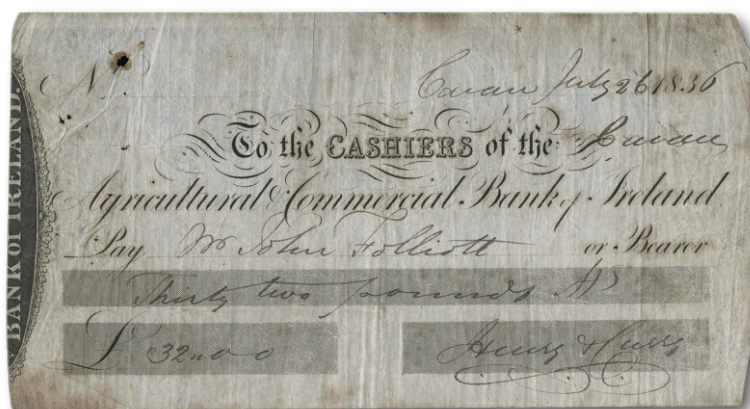 BANK OF IRELAND.
No
Cavan July 26 1836
To the CASHIERS of the Cavan
Agricultural & Commercial Bank of Ireland
Pay Mr John Folliott or Bearer
Thirty two pounds
£ 32"0 0
Henry